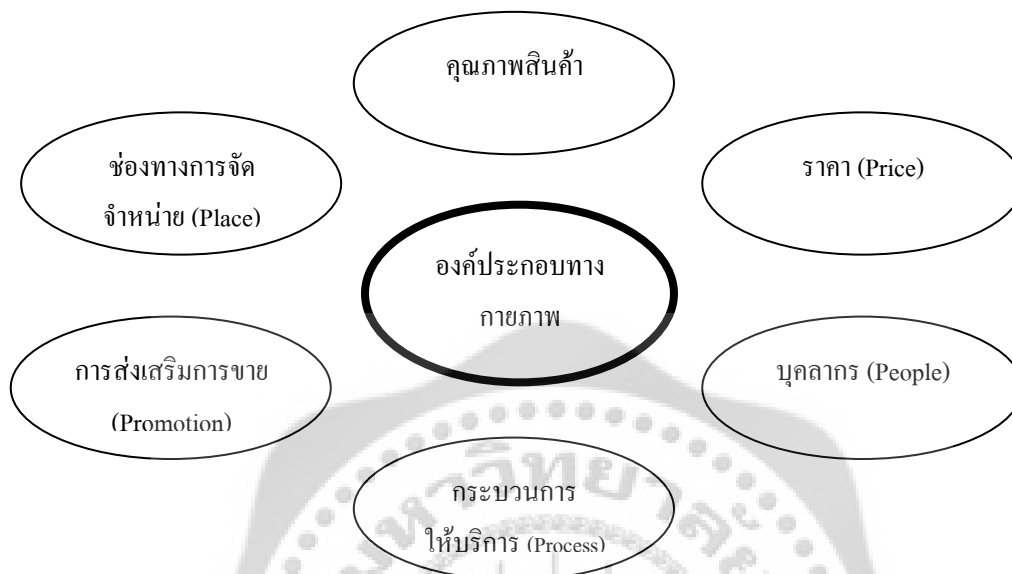 คุณภาพสินค้า
ช่องทางการจัด
จำหน่าย (Place)
ราคา (Price)
องค์ประกอบทาง
กายภาพ
การส่งเสริมการขาย
(Promotion)
บุคลากร (People)
กระบวนการ
ให้บริการ (Process)